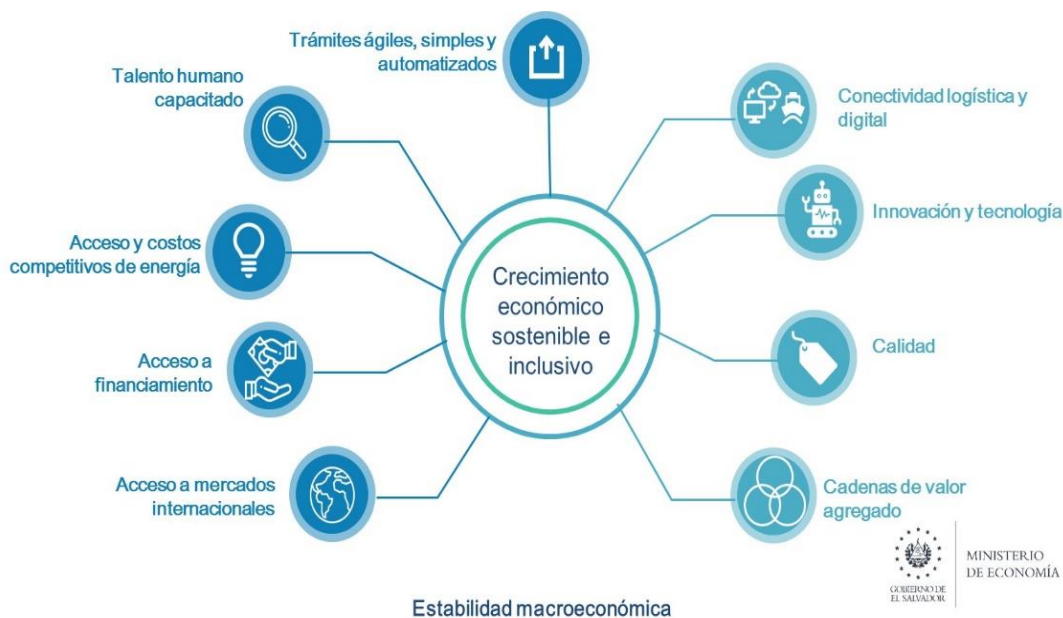 Trámites ágiles, simples y
automatizados
Talento humano
capacitado
Conectividad logística y
digital
Innovación y tecnología
Acceso y costos
competitivos de energía
Crecimiento
económico
sostenible e
inclusivo
Calidad
Acceso a
financiamiento
Acceso a mercados
internacionales
Cadenas de valor
agregado
GOBIERNO DE
EL SALVADOR
MINISTERIO
DE ECONOMÍA
Estabilidad macroeconómica